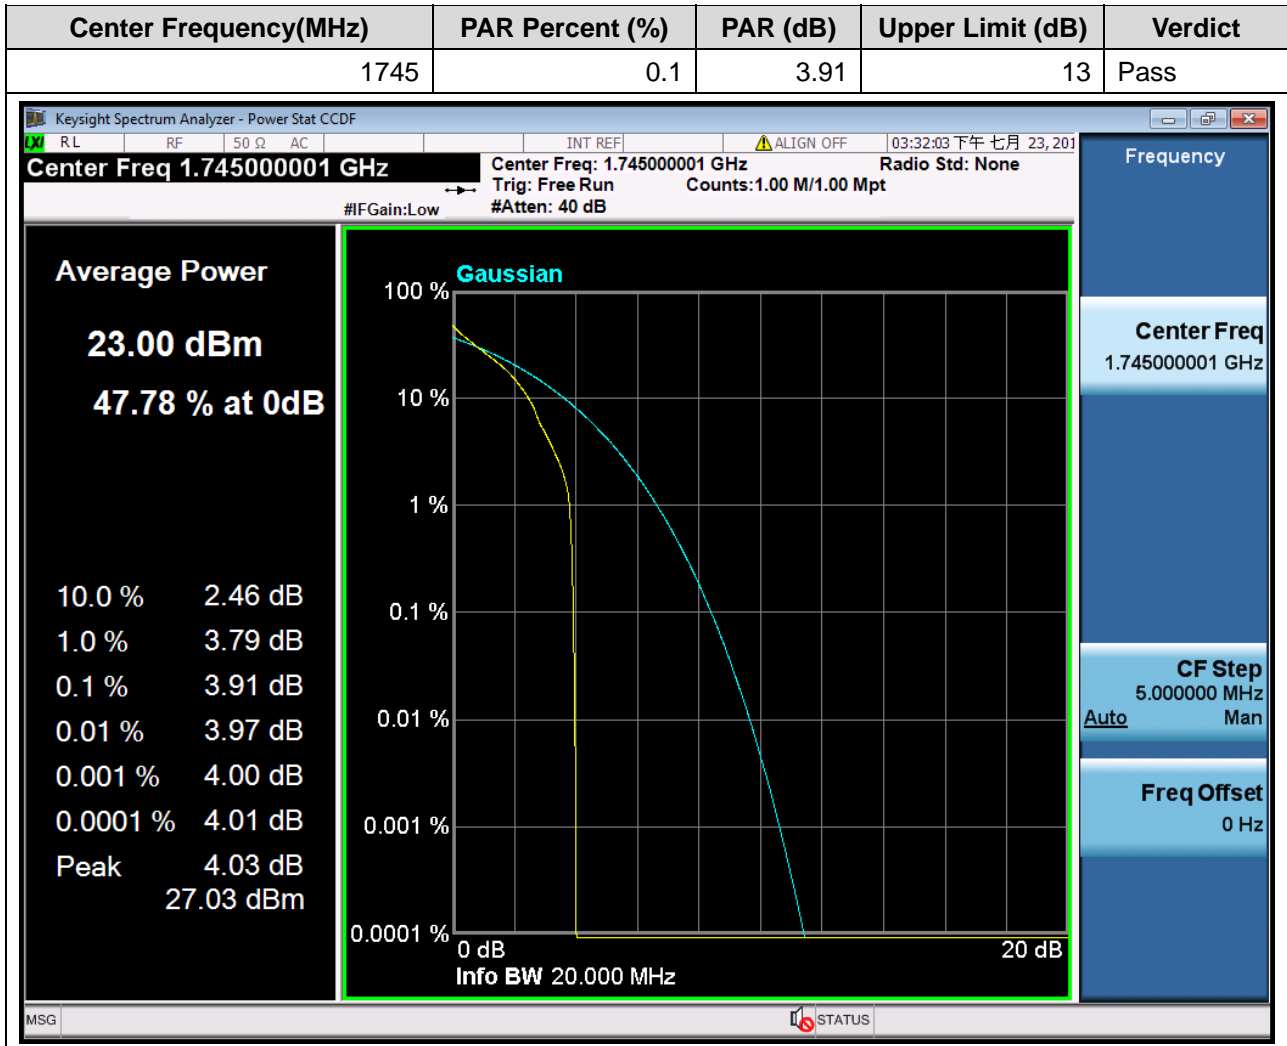 Center Frequency(MHz) PAR Percent (%) PAR (dB) Upper Limit (dB) Verdict
1745 0.1 3.91 13 Pass
Keysight Spectrum Analyzer - Power Stat CCDF
LXI RL RF 50 Ω AC INT REF ALIGN OFF 03:32:03 下午 七月 23, 201
Center Freq 1.745000001 GHz
Center Freq: 1.745000001 GHz Radio Std: None
Trig: Free Run Counts:1.00 M/1.00 Mpt
#IFGain:Low #Atten: 40 dB
Frequency
Average Power
23.00 dBm
47.78 % at 0dB
10.0 % 2.46 dB
1.0 % 3.79 dB
0.1 % 3.91 dB
0.01 % 3.97 dB
0.001 % 4.00 dB
0.0001 % 4.01 dB
Peak 4.03 dB
27.03 dBm
Gaussian
100 %
10 %
1 %
0.1 %
0.01 %
0.001 %
0.0001 %
0 dB 20 dB
Info BW 20.000 MHz
Center Freq
1.745000001 GHz
CF Step
5.000000 MHz
Auto Man
Freq Offset
0 Hz
MSG STATUS